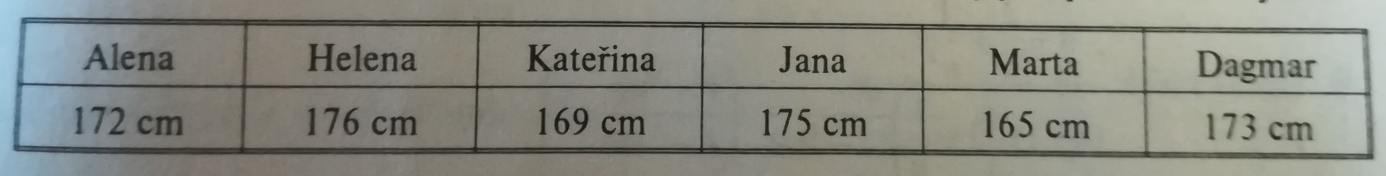 Alena Helena Kateřina Jana Marta Dagmar
172 cm 176 cm 169 cm 175 cm 165 cm 173 cm